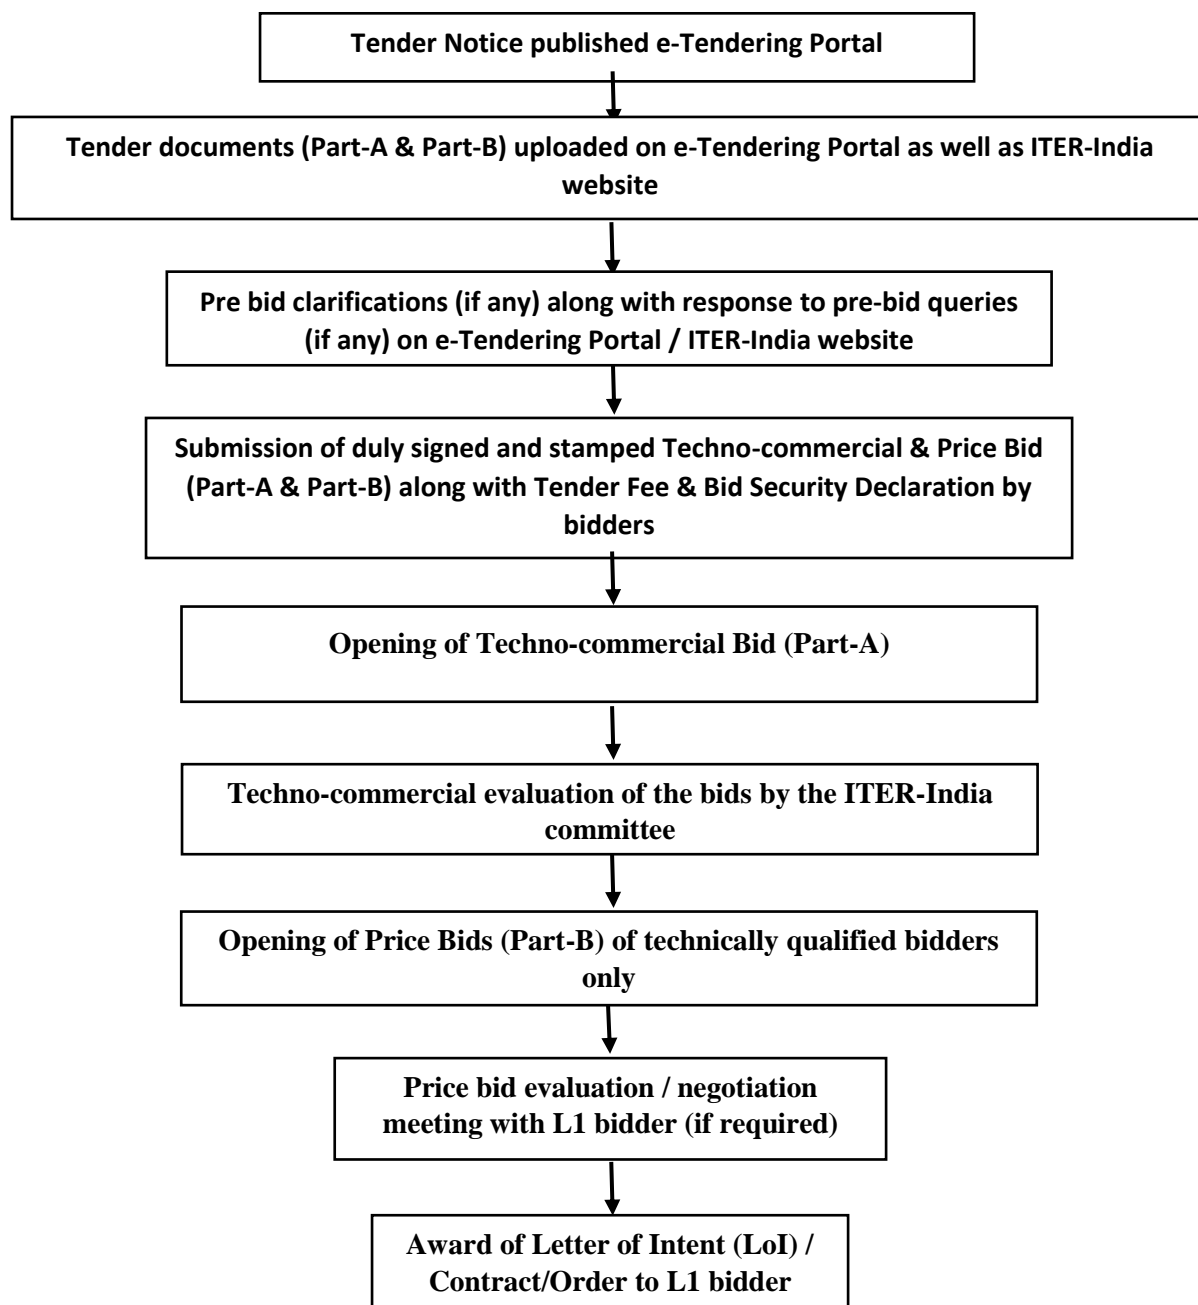 Tender Notice published e-Tendering Portal
Tender documents (Part-A & Part-B) uploaded on e-Tendering Portal as well as ITER-India
website
Pre bid clarifications (if any) along with response to pre-bid queries
(if any) on e-Tendering Portal / ITER-India website
Submission of duly signed and stamped Techno-commercial & Price Bid
(Part-A & Part-B) along with Tender Fee & Bid Security Declaration by
bidders
Opening of Techno-commercial Bid (Part-A)
Techno-commercial evaluation of the bids by the ITER-India
committee
Opening of Price Bids (Part-B) of technically qualified bidders
only
Price bid evaluation / negotiation
meeting with L1 bidder (if required)
Award of Letter of Intent (LoI) /
Contract/Order to L1 bidder